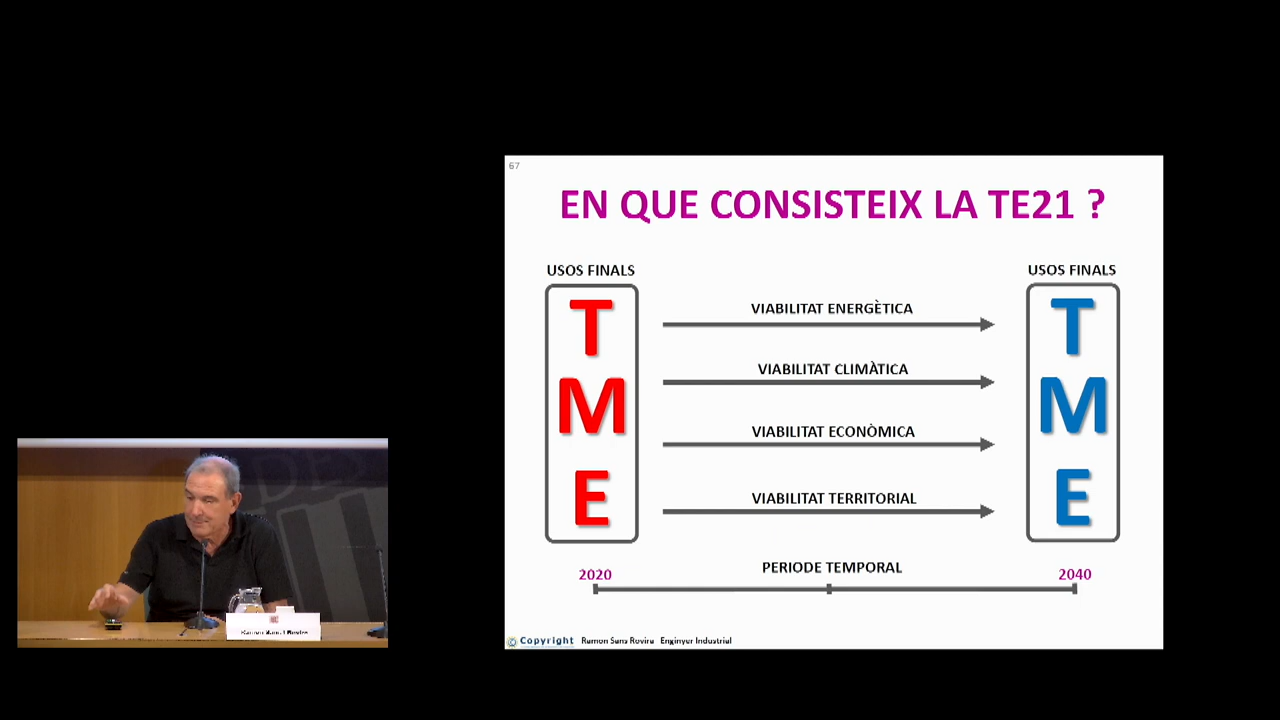 67
EN QUE CONSISTEIX LA TE21 ?
USOS FINALS
T
M
E
VIABILITAT ENERGÈTICA
VIABILITAT CLIMÀTICA
VIABILITAT ECONÒMICA
VIABILITAT TERRITORIAL
USOS FINALS
T
M
E
2020
PERIODE TEMPORAL
2040
© Copyright Ramon Sans Rovira Enginyer Industrial
Ramon